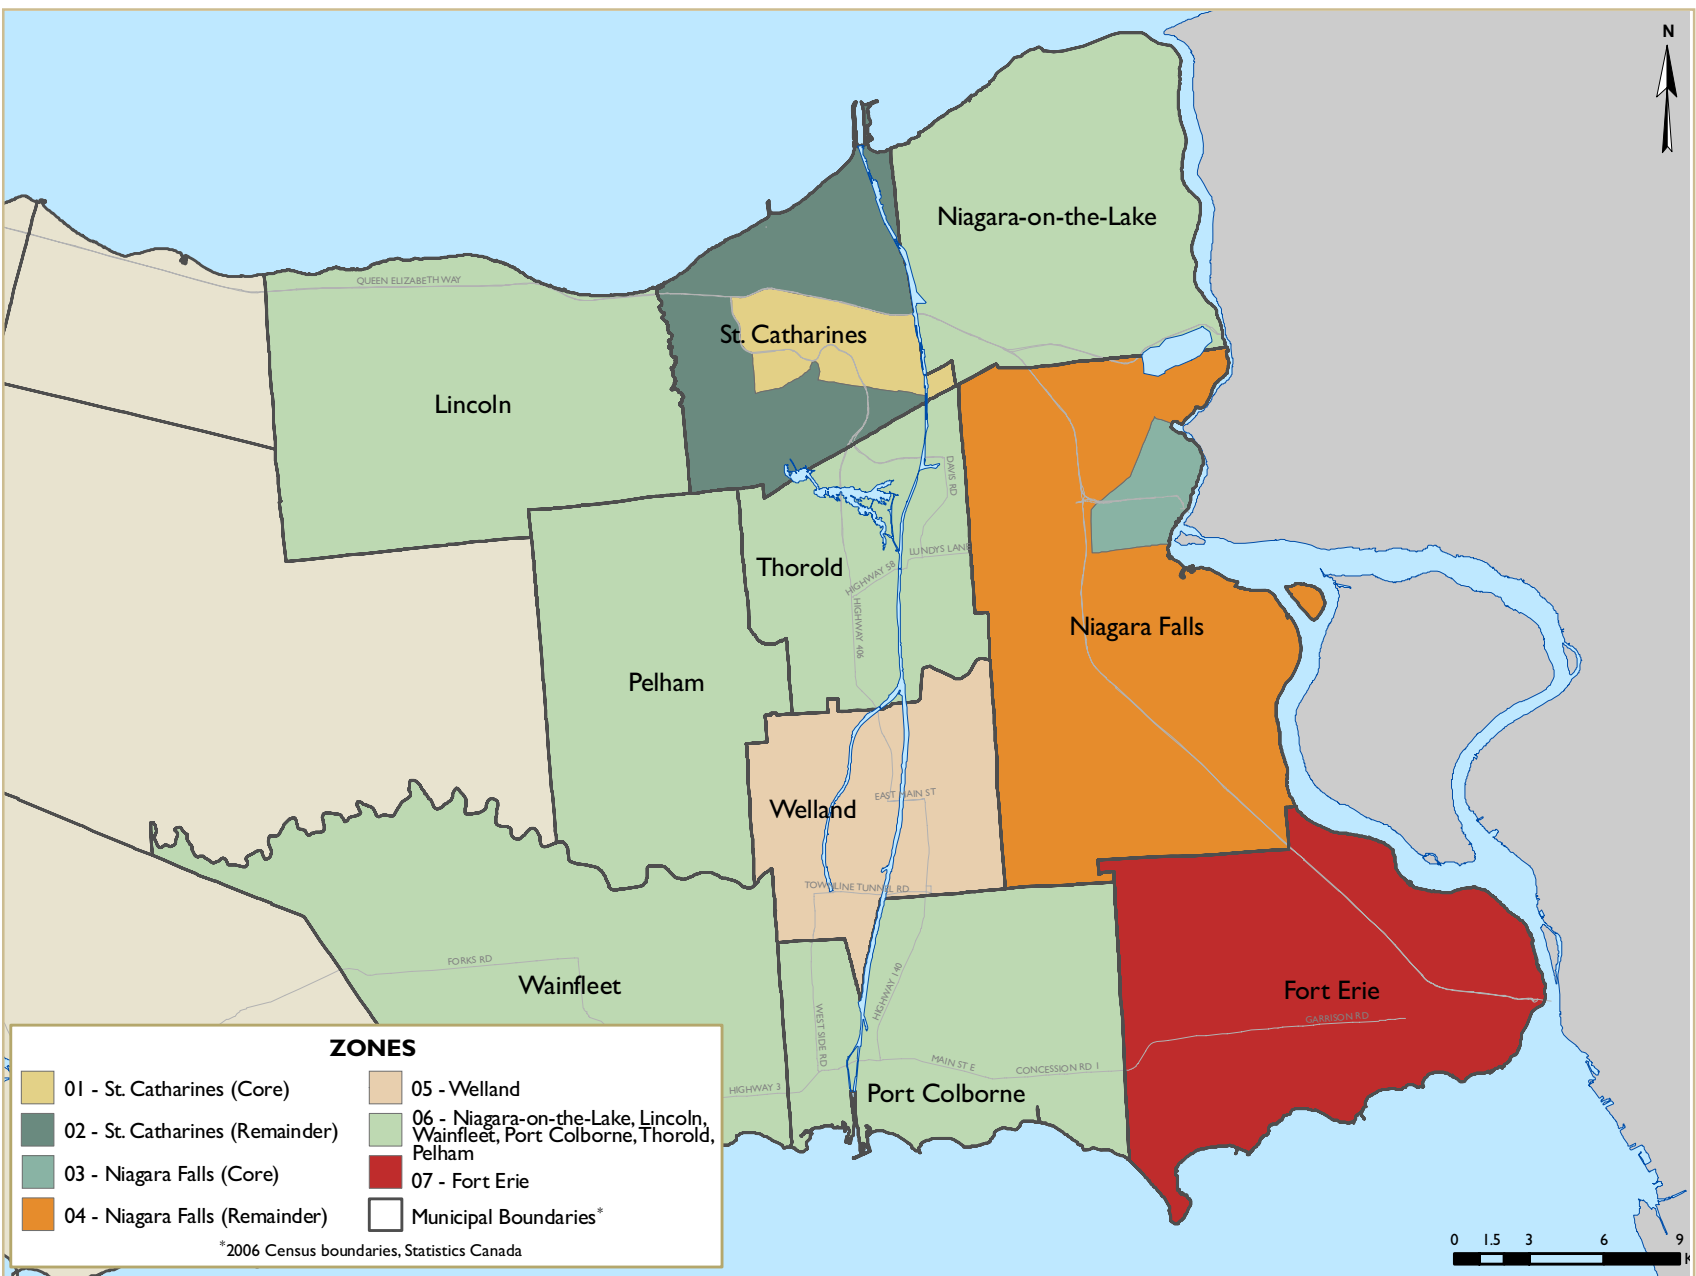 N
Niagara-on-the-Lake
QUEEN ELIZABETH WAY
St. Catharines
Lincoln
DAVIS RD
LUNDYS LANE
Thorold
HIGHWAY 58
HIGHWAY 406
Niagara Falls
Pelham
EAST MAIN ST
Welland
TOWNLINE TUNNEL RD
FORKS RD
Wainfleet
HIGHWAY 140
Fort Erie
GARRISON RD
WEST SIDE RD
MAIN ST E
CONCESSION RD 1
HIGHWAY 3
Port Colborne
ZONES
01 - St. Catharines (Core)
02 - St. Catharines (Remainder)
03 - Niagara Falls (Core)
04 - Niagara Falls (Remainder)
05 - Welland
06 - Niagara-on-the-Lake, Lincoln,
Wainfleet, Port Colborne, Thorold,
Pelham
07 - Fort Erie
Municipal Boundaries*
*2006 Census boundaries, Statistics Canada
0 1.5 3 6 9